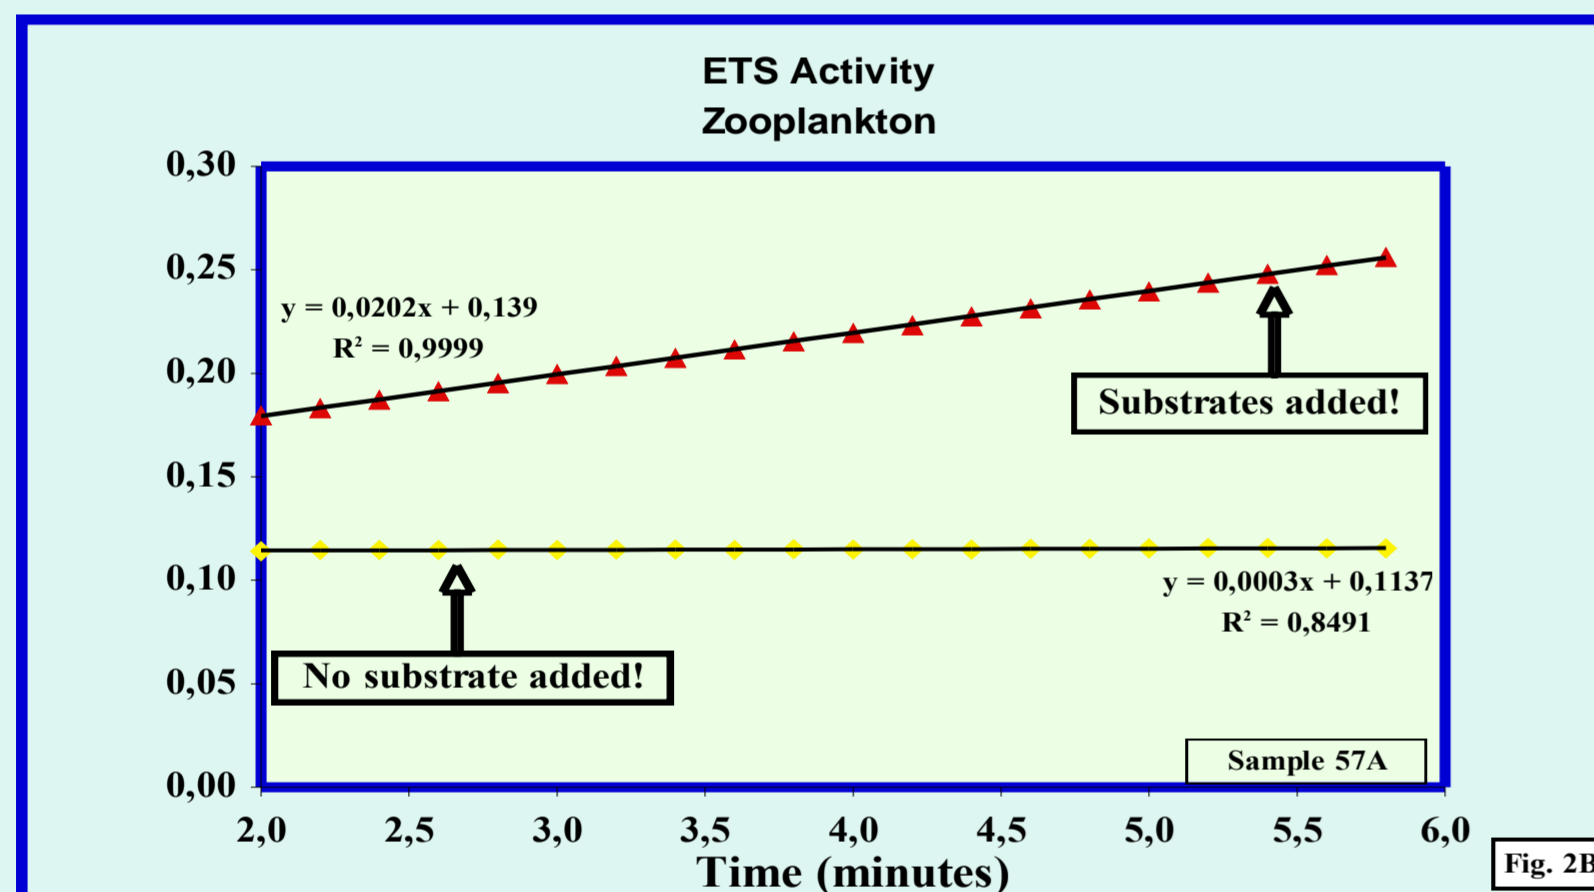 ETS Activity
Zooplankton
0,30
0,25
0,20
0,15
0,10
0,05
0,00
y = 0,0202x + 0,139
R² = 0,9999
Substrates added!
y = 0,0003x + 0,1137
R² = 0,8491
No substrate added!
Sample 57A
2,0 2,5 3,0 3,5 4,0 4,5 5,0 5,5 6,0
Time (minutes)
Fig. 2B